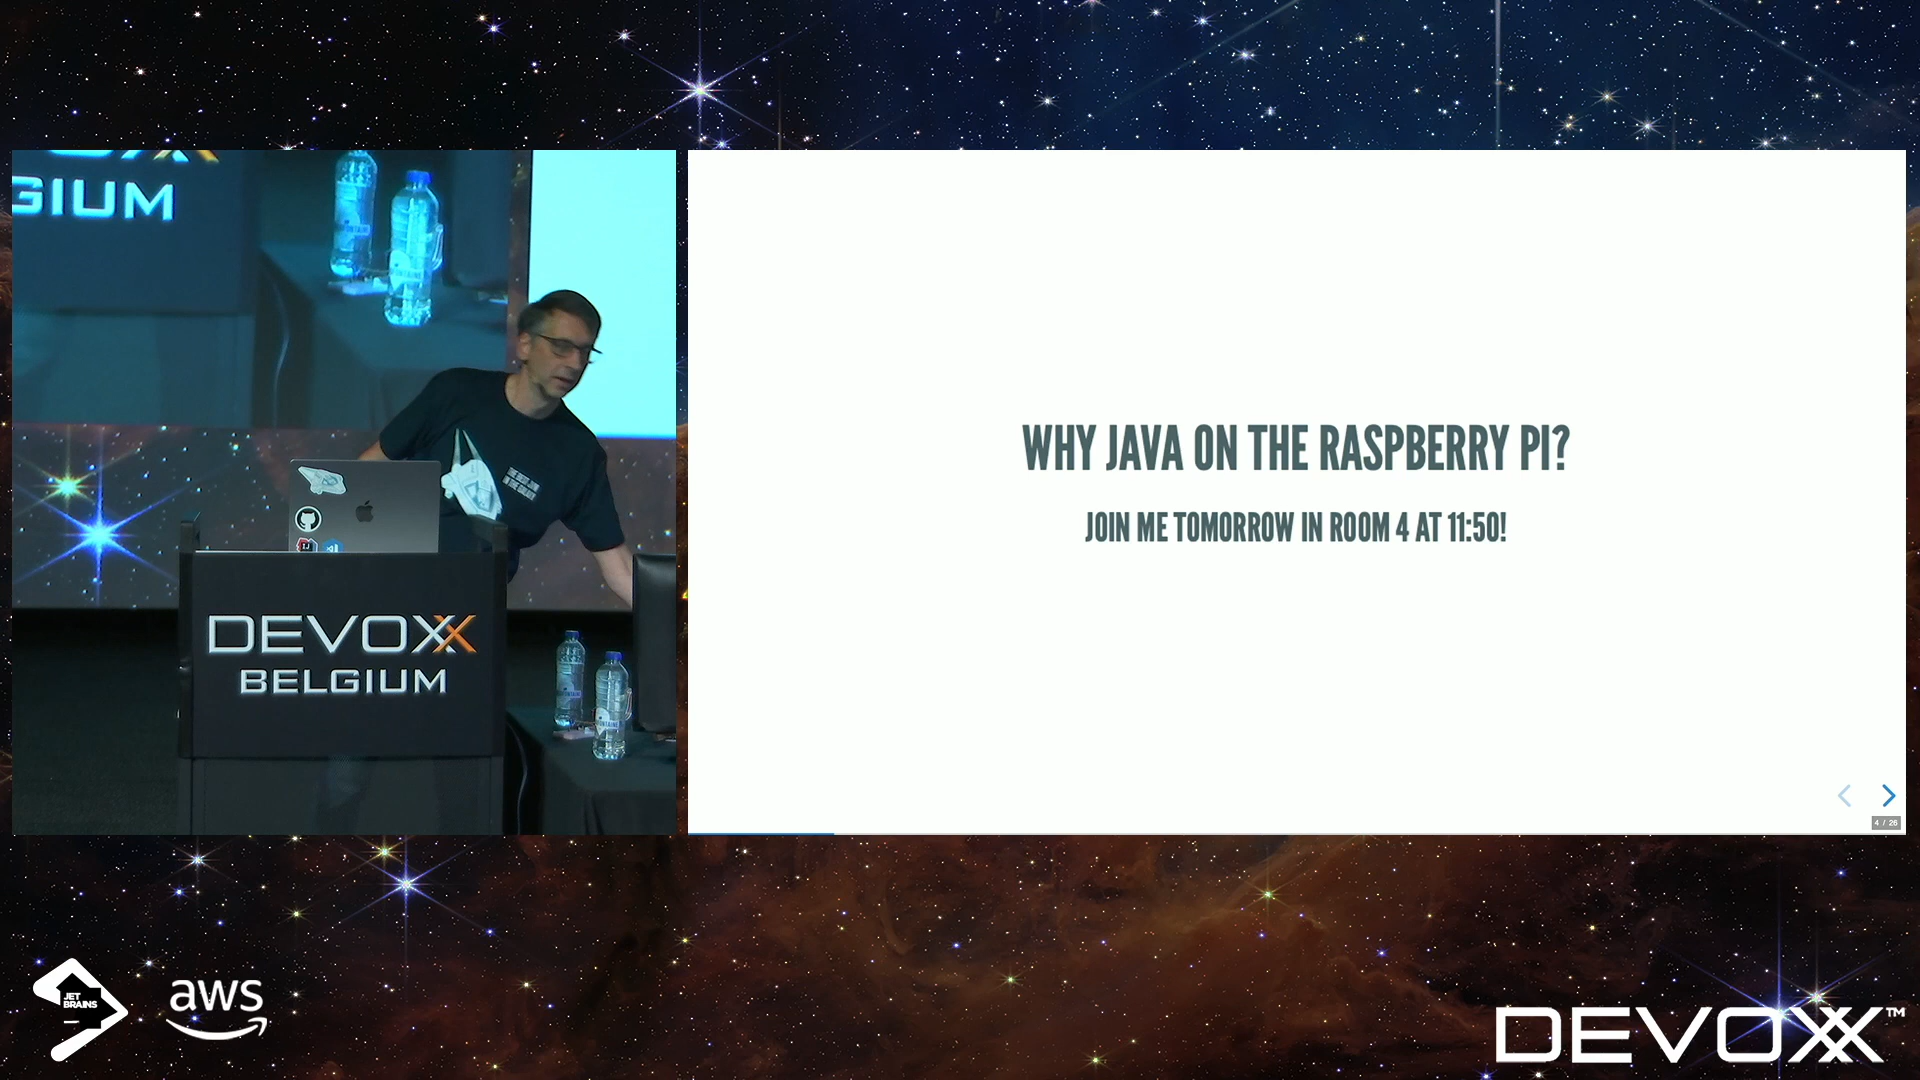 GIUM
DEVOXX
BELGIUM
WHY JAVA ON THE RASPBERRY PI?
JOIN ME TOMORROW IN ROOM 4 AT 11:50!
4 / 26
JET
BRAINS
aws
DEVOXX™